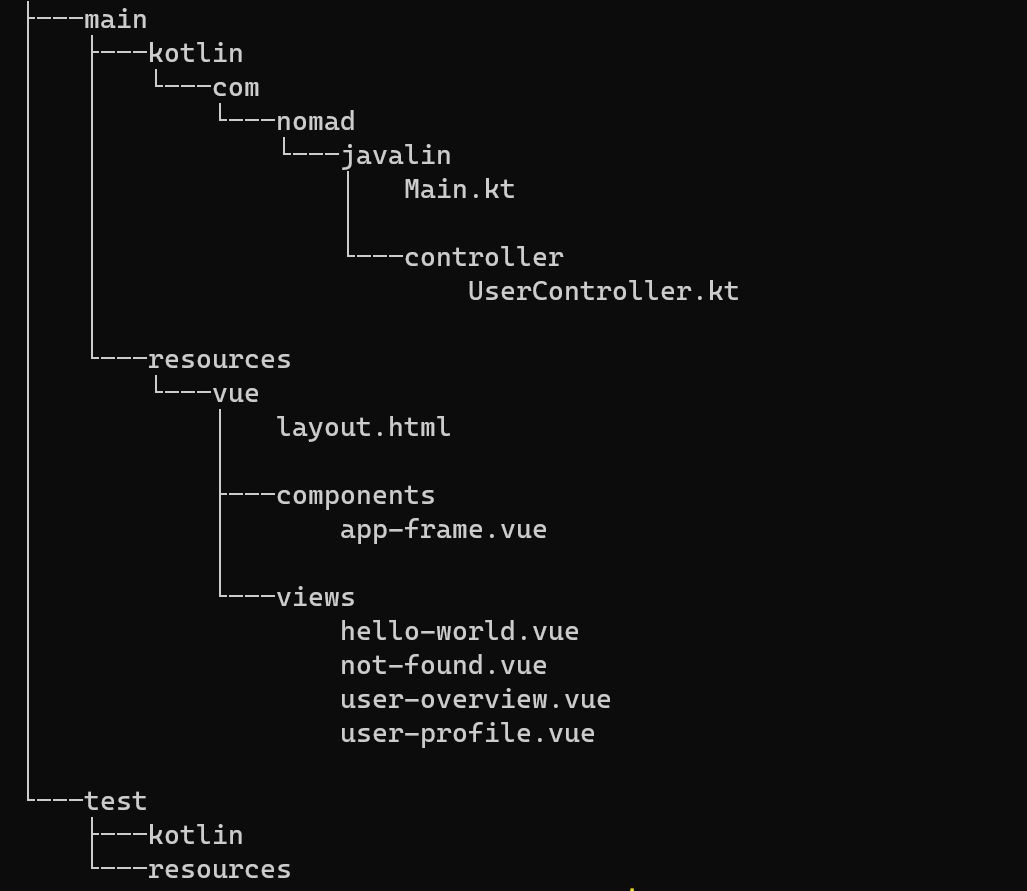 main
kotlin
com
nomad
javalin
Main.kt
controller
UserController.kt
resources
vue
layout.html
components
app-frame.vue
views
hello-world.vue
not-found.vue
user-overview.vue
user-profile.vue
test
kotlin
resources